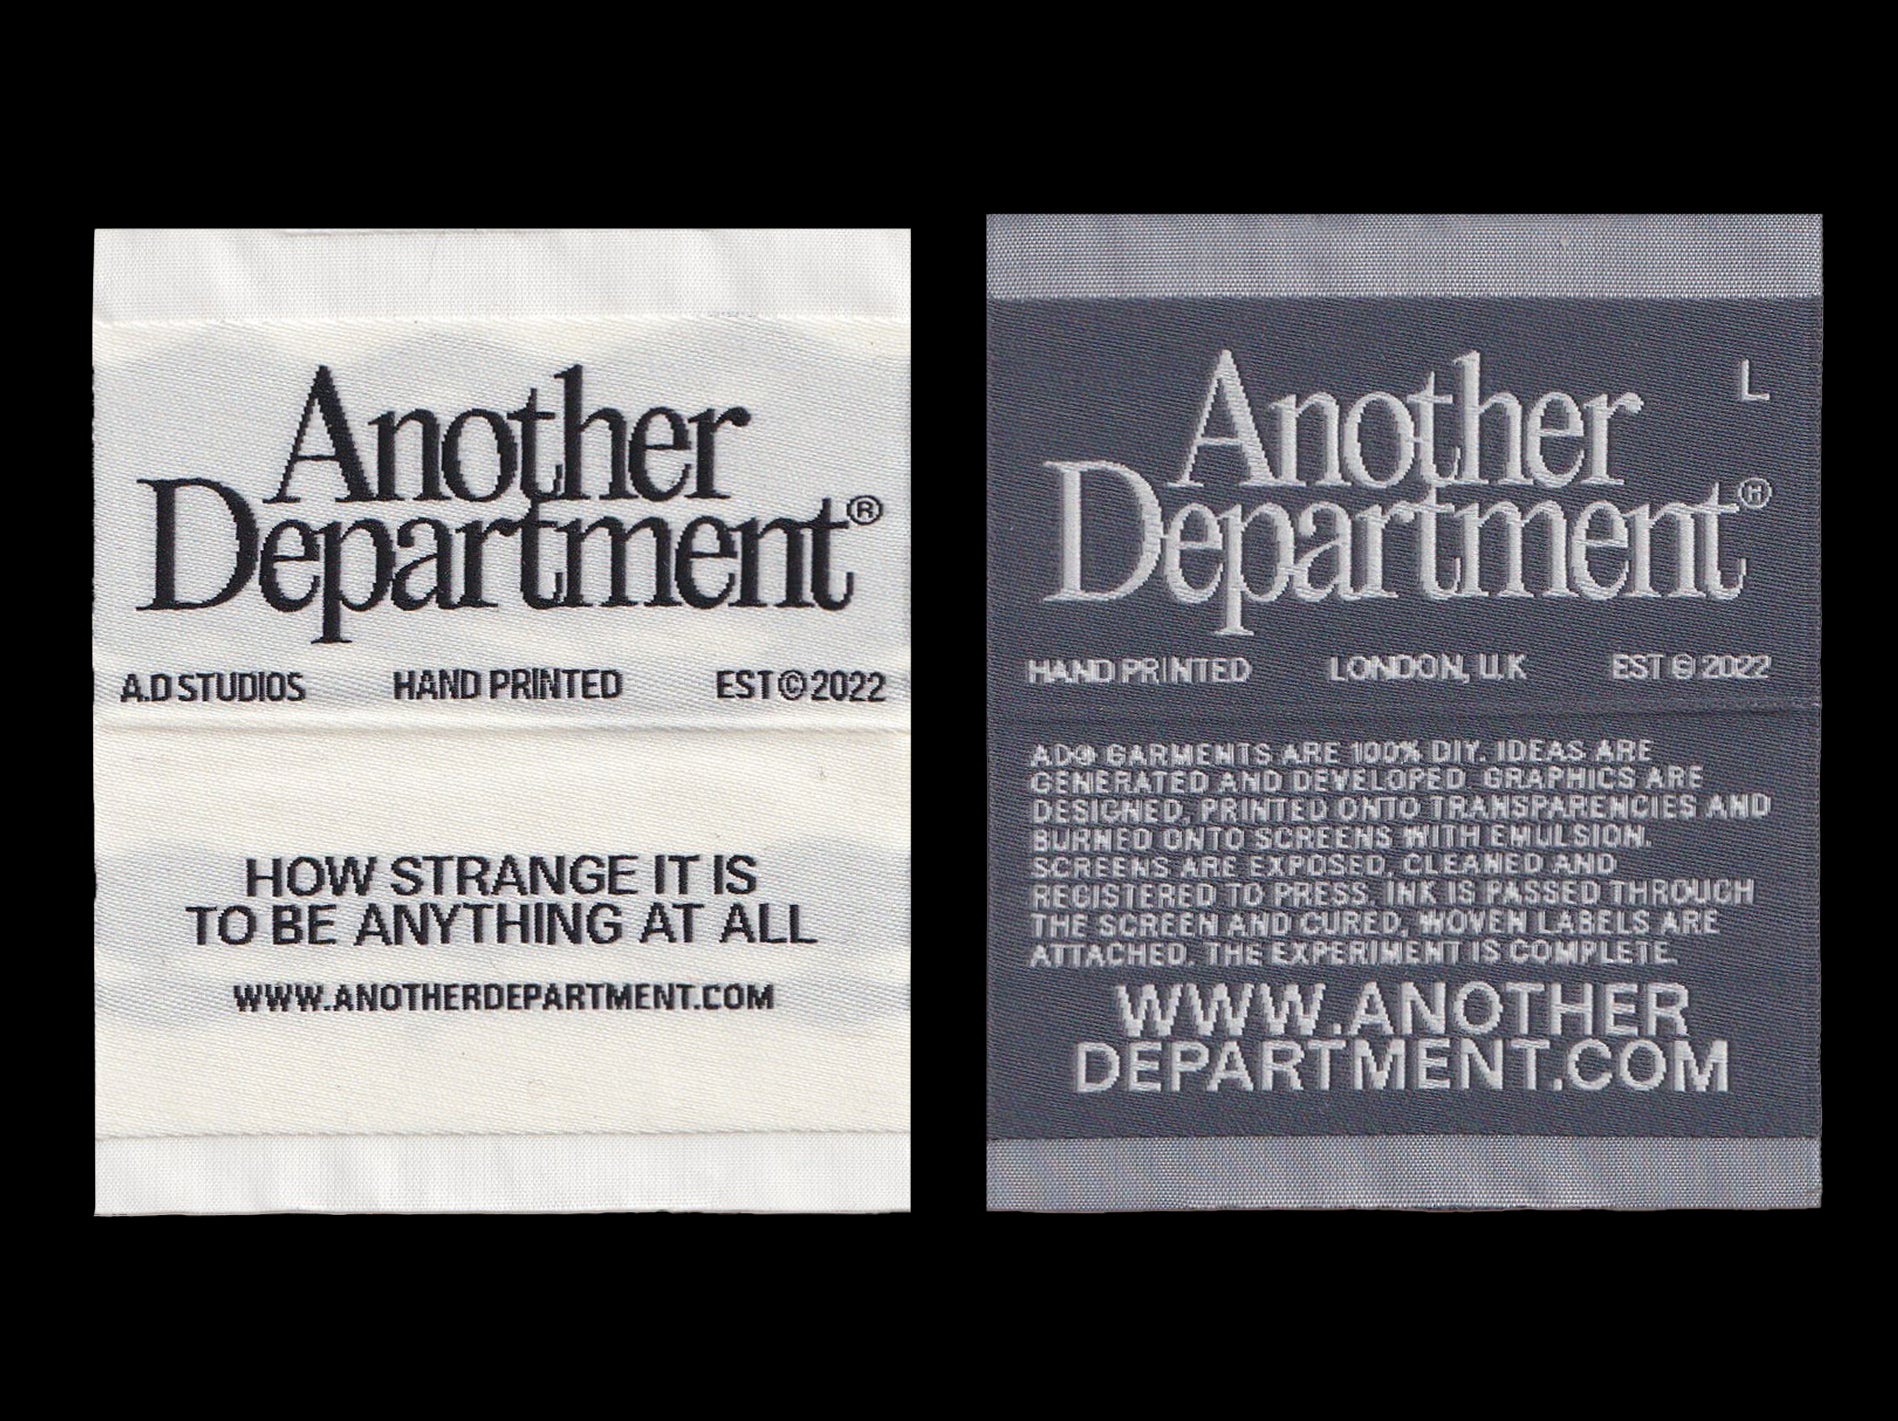 Another
Department®
A.D STUDIOS HAND PRINTED EST©2022
HOW STRANGE IT IS
TO BE ANYTHING AT ALL
WWW.ANOTHERDEPARTMENT.COM
L
Another
Department®
HAND PRINTED LONDON, U.K EST © 2022
AD® GARMENTS ARE 100% DIY. IDEAS ARE
GENERATED AND DEVELOPED. GRAPHICS ARE
DESIGNED, PRINTED ONTO TRANSPARENCIES AND
BURNED ONTO SCREENS WITH EMULSION.
SCREENS ARE EXPOSED, CLEANED AND
REGISTERED TO PRESS. INK IS PASSED THROUGH
THE SCREEN AND CURED, WOVEN LABELS ARE
ATTACHED. THE EXPERIMENT IS COMPLETE.
WWW.ANOTHER
DEPARTMENT.COM